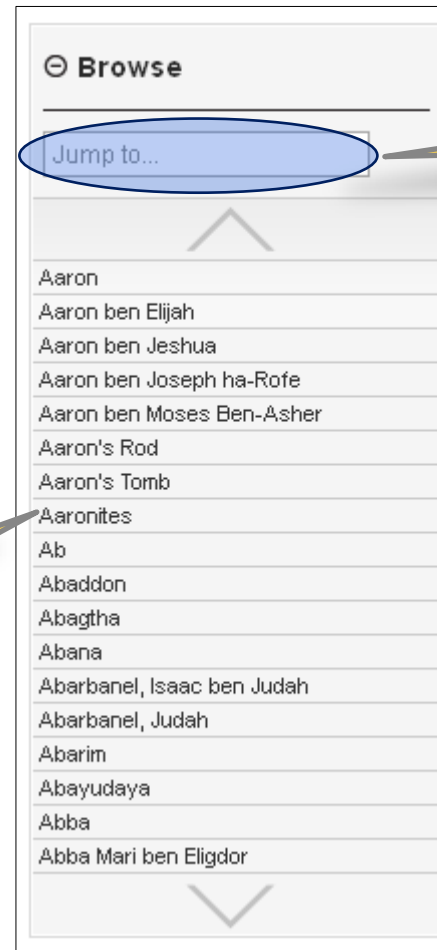 Browse
Jump to...
Aaron
Aaron ben Elijah
Aaron ben Jeshua
Aaron ben Joseph ha-Rofe
Aaron ben Moses Ben-Asher
Aaron's Rod
Aaron's Tomb
Aaronites
Ab
Abaddon
Abagtha
Abana
Abarbanel, Isaac ben Judah
Abarbanel, Judah
Abarim
Abayudaya
Abba
Abba Mari ben Eligdor